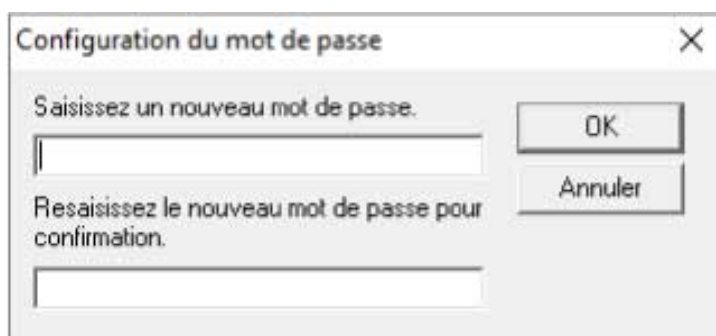 Configuration du mot de passe
Saisissez un nouveau mot de passe.
OK
Annuler
Resaisissez le nouveau mot de passe pour
confirmation.